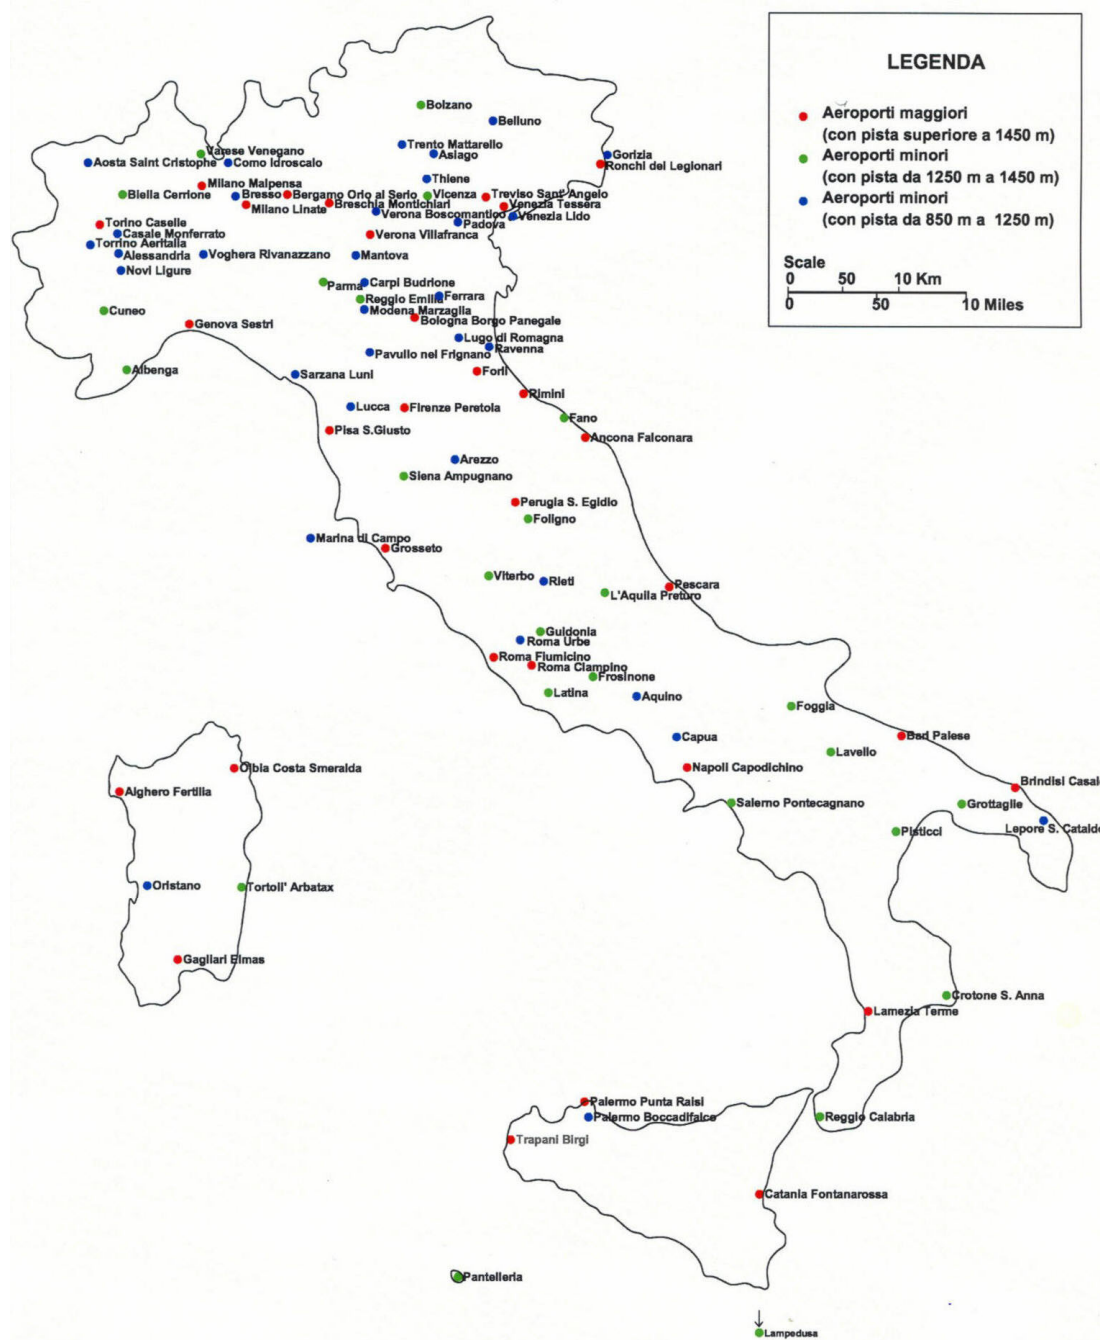 LEGENDA
Aeroporti maggiori
(con pista superiore a 1450 m)
Aeroporti minori
(con pista da 1250 m a 1450 m)
Aeroporti minori
(con pista da 850 m a 1250 m)
Scale
0 50 10 Km
0 50 10 Miles
Bolzano
Belluno
Trento Mattarello
Varese Venegano
Asiago
Gorizia
Aosta Saint Cristophe
Como Idroscalo
Ronchi dei Legionari
Thiene
Milano Malpensa
Biella Cerrione
Bresso
Bergamo Orio al Serio
Vicenza
Treviso Sant' Angelo
Milano Linate
Breschia Montichiari
Venezia Tessera
Verona Boscomantico
Venezia Lido
Torino Caselle
Padova
Casale Monferrato
Verona Villafranca
Torrino Aeritalia
Alessandria
Voghera Rivanazzano
Mantova
Novi Ligure
Parma
Carpi Budrione
Reggio Emilia
Ferrara
Cuneo
Modena Marzaglia
Genova Sestri
Bologna Borgo Panegale
Lugo di Romagna
Ravenna
Pavullo nel Frignano
Albenga
Sarzana Luni
Forlì
Rimini
Lucca
Firenze Peretola
Fano
Pisa S.Giusto
Ancona Falconara
Arezzo
Siena Ampugnano
Perugia S. Egidio
Foligno
Marina di Campo
Grosseto
Viterbo
Rieti
Pescara
L'Aquila Preturo
Guidonia
Roma Urbe
Roma Fiumicino
Roma Ciampino
Frosinone
Latina
Aquino
Foggia
Capua
Bari Palese
Lavello
Olbia Costa Smeralda
Napoli Capodichino
Alghero Fertilia
Brindisi Casale
Salerno Pontecagnano
Grottaglie
Pisticci
Lepore S. Cataldo
Oristano
Tortoli' Arbatax
Gagliari Elmas
Crotone S. Anna
Lamezia Terme
Palermo Punta Raisi
Palermo Boccadifalco
Reggio Calabria
Trapani Birgi
Catania Fontanarossa
Pantelleria
Lampedusa